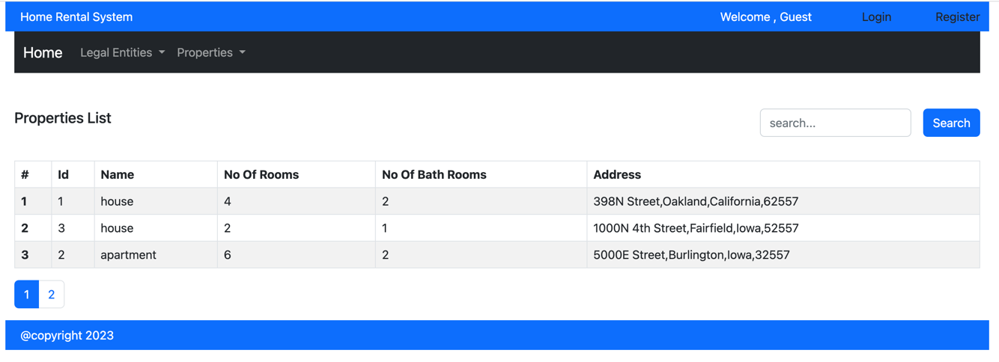 Home Rental System Welcome , Guest Login Register
Home Legal Entities Properties
Properties List search... Search
# Id Name No Of Rooms No Of Bath Rooms Address
1 1 house 4 2 398N Street,Oakland,California,62557
2 3 house 2 1 1000N 4th Street,Fairfield,Iowa,52557
3 2 apartment 6 2 5000E Street,Burlington,Iowa,32557
1 2
@copyright 2023